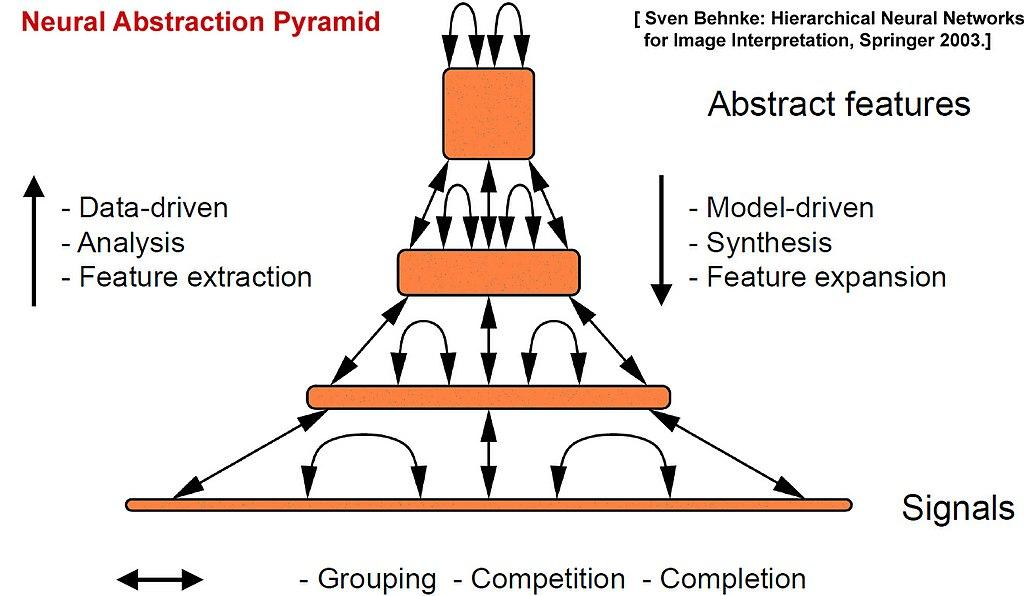 Neural Abstraction Pyramid
[ Sven Behnke: Hierarchical Neural Networks
for Image Interpretation, Springer 2003.]
Abstract features
- Data-driven
- Analysis
- Feature extraction
- Model-driven
- Synthesis
- Feature expansion
Signals
- Grouping - Competition - Completion